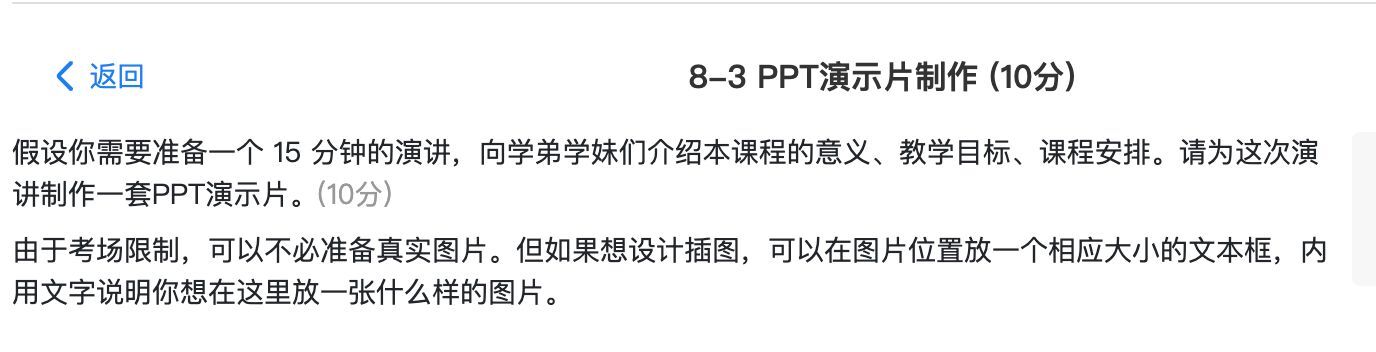 返回
8-3 PPT演示片制作 (10分)
假设你需要准备一个 15 分钟的演讲，向学弟学妹们介绍本课程的意义、教学目标、课程安排。请为这次演
讲制作一套PPT演示片。(10分)
由于考场限制，可以不必准备真实图片。但如果想设计插图，可以在图片位置放一个相应大小的文本框，内
用文字说明你想在这里放一张什么样的图片。